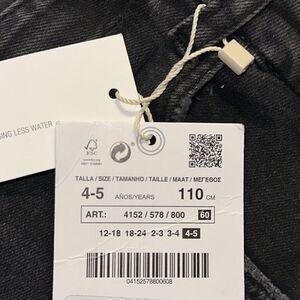 ING LESS WATER
FSC
TALLA / SIZE / TAMANHO / TAILLE / MAAT / ΜΕΓΕΘΟΣ
4-5 AÑOS/YEARS 110 CM
ART.: 4152 / 578 / 800 60
12-18 18-24 2-3 3-4 4-5
04152578800608